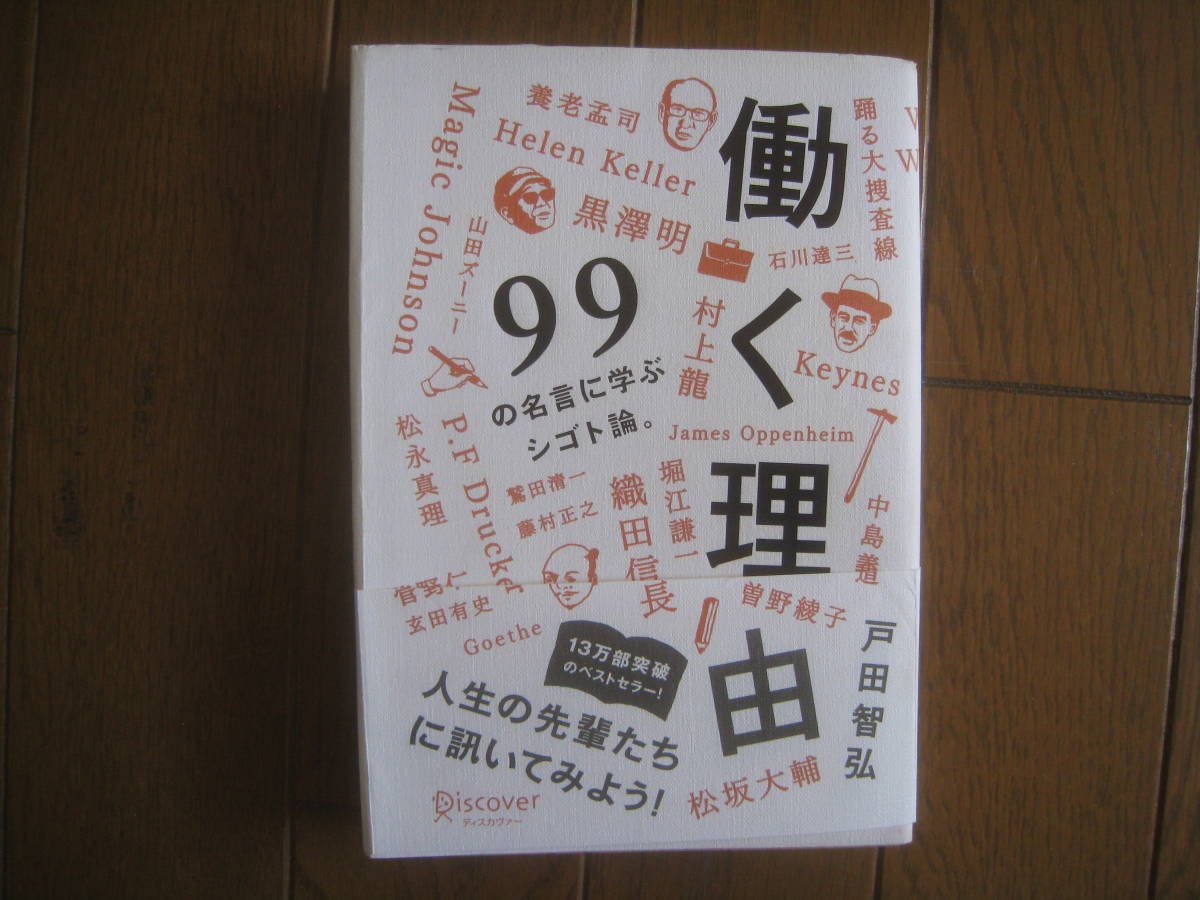 働く理由
99
の名言に学ぶ
シゴト論。
戸田智弘
養老孟司
Helen Keller
黒澤明
Magic Johnson
山田ズーニー
踊る大捜査線
石川達三
村上龍
Keynes
James Oppenheim
松永真理
P.F Drucker
鷲田清一
藤村正之
織田信長
堀江謙一
中島義道
菅野仁
玄田有史
Goethe
曽野綾子
13万部突破
のベストセラー!
人生の先輩たち
に訊いてみよう!
松坂大輔
Discover
ディスカヴァー